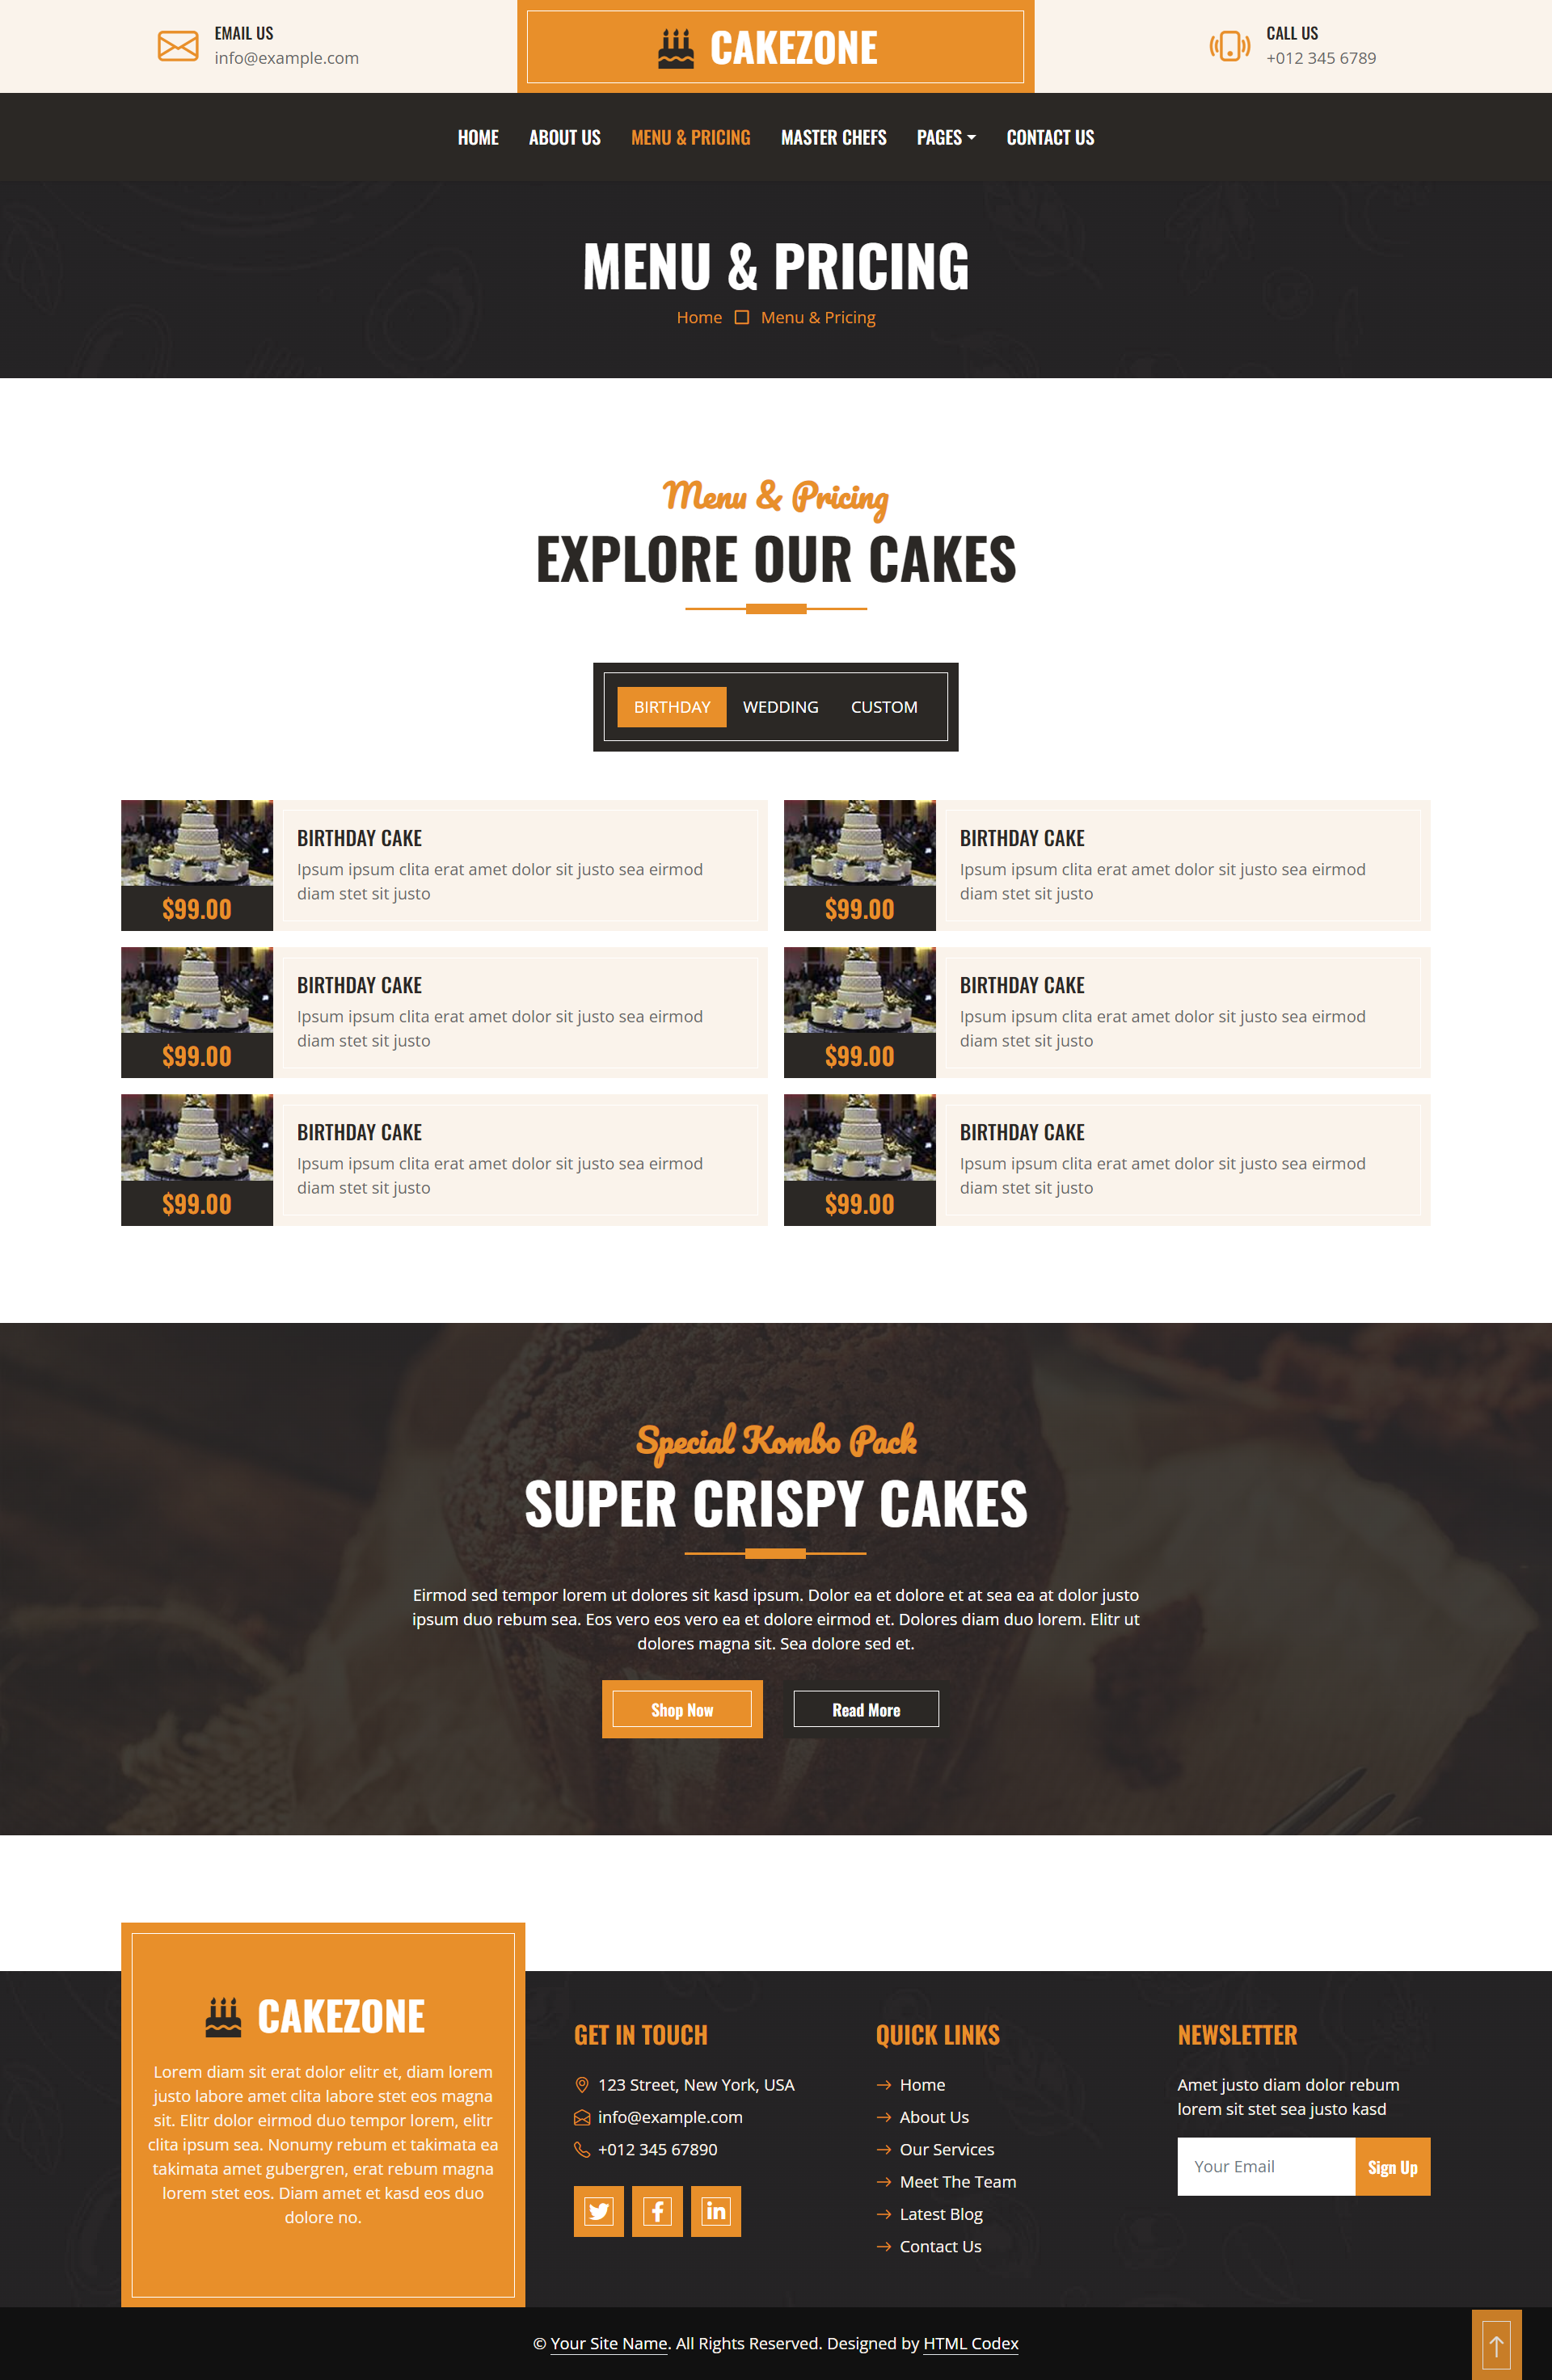 EMAIL US
info@example.com
CAKEZONE
CALL US
+012 345 6789
HOME ABOUT US MENU & PRICING MASTER CHEFS PAGES CONTACT US
MENU & PRICING
Home Menu & Pricing
Menu & Pricing
EXPLORE OUR CAKES
BIRTHDAY WEDDING CUSTOM
BIRTHDAY CAKE
Ipsum ipsum clita erat amet dolor sit justo sea eirmod
diam stet sit justo
$99.00
BIRTHDAY CAKE
Ipsum ipsum clita erat amet dolor sit justo sea eirmod
diam stet sit justo
$99.00
BIRTHDAY CAKE
Ipsum ipsum clita erat amet dolor sit justo sea eirmod
diam stet sit justo
$99.00
BIRTHDAY CAKE
Ipsum ipsum clita erat amet dolor sit justo sea eirmod
diam stet sit justo
$99.00
BIRTHDAY CAKE
Ipsum ipsum clita erat amet dolor sit justo sea eirmod
diam stet sit justo
$99.00
BIRTHDAY CAKE
Ipsum ipsum clita erat amet dolor sit justo sea eirmod
diam stet sit justo
$99.00
Special Kombo Pack
SUPER CRISPY CAKES
Eirmod sed tempor lorem ut dolores sit kasd ipsum. Dolor ea et dolore et at sea ea at dolor justo
ipsum duo rebum sea. Eos vero eos vero ea et dolore eirmod et. Dolores diam duo lorem. Elitr ut
dolores magna sit. Sea dolore sed et.
Shop Now
Read More
CAKEZONE
Lorem diam sit erat dolor elitr et, diam lorem
justo labore amet clita labore stet eos magna
sit. Elitr dolor eirmod duo tempor lorem, elitr
clita ipsum sea. Nonumy rebum et takimata ea
takimata amet gubergren, erat rebum magna
lorem stet eos. Diam amet et kasd eos duo
dolore no.
GET IN TOUCH
123 Street, New York, USA
info@example.com
+012 345 67890
QUICK LINKS
Home
About Us
Our Services
Meet The Team
Latest Blog
Contact Us
NEWSLETTER
Amet justo diam dolor rebum
lorem sit stet sea justo kasd
Your Email
Sign Up
© Your Site Name. All Rights Reserved. Designed by HTML Codex